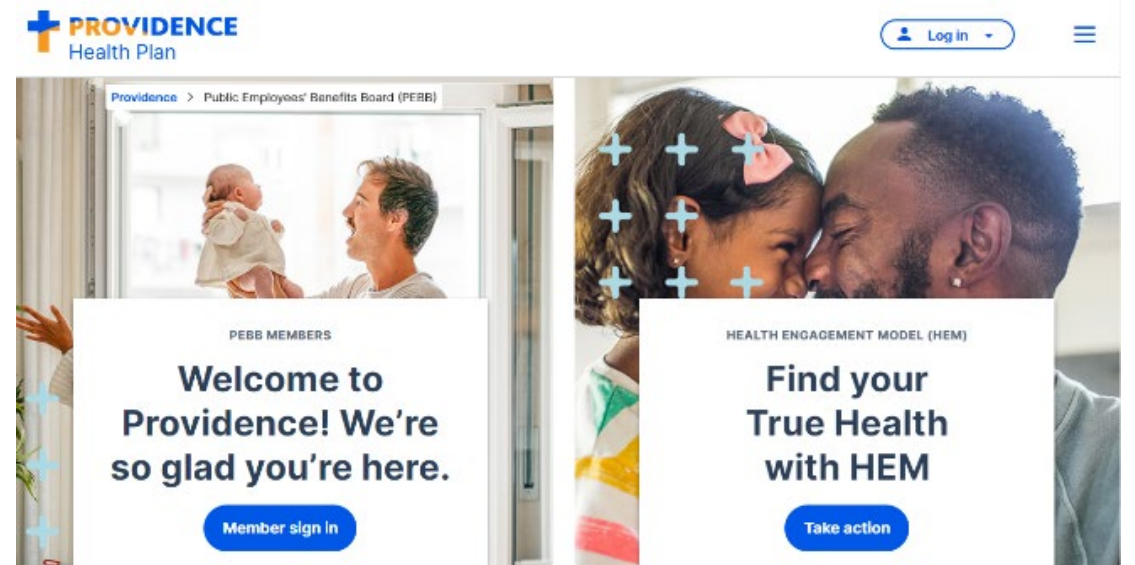 PROVIDENCE
Health Plan
Log in
Providence > Public Employees' Benefits Board (PEBB)
PEBB MEMBERS
Welcome to
Providence! We're
so glad you're here.
Member sign in
HEALTH ENGAGEMENT MODEL (HEM)
Find your
True Health
with HEM
Take action